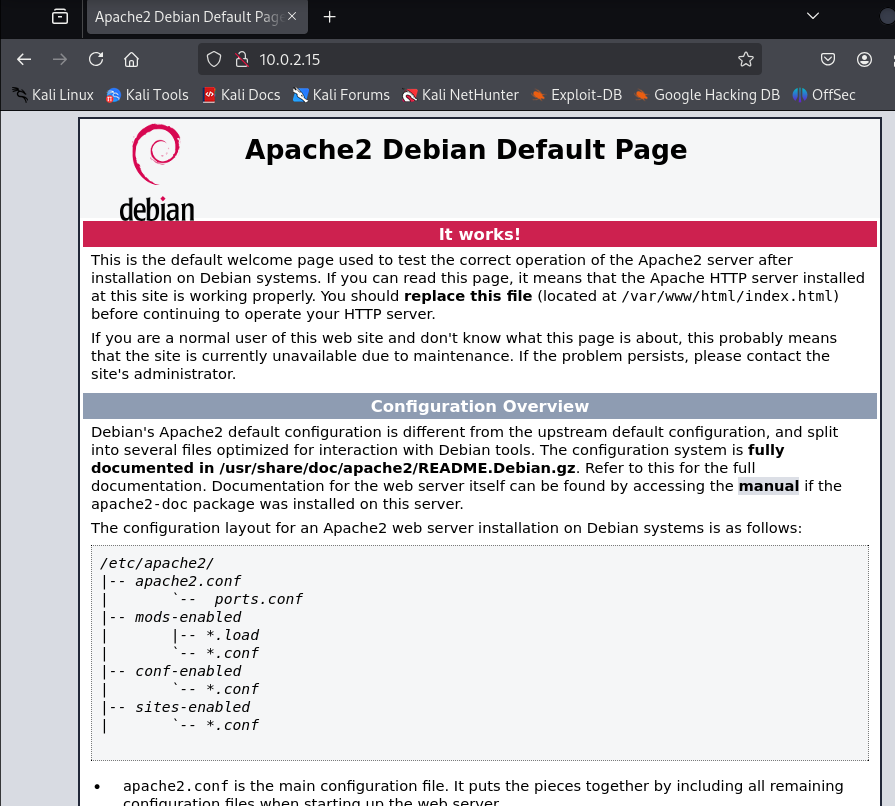 Apache2 Debian Default Pag
10.0.2.15
Kali Linux Kali Tools Kali Docs Kali Forums Kali NetHunter Exploit-DB Google Hacking DB OffSec
debian
Apache2 Debian Default Page
It works!
This is the default welcome page used to test the correct operation of the Apache2 server after
installation on Debian systems. If you can read this page, it means that the Apache HTTP server installed
at this site is working properly. You should replace this file (located at /var/www/html/index.html)
before continuing to operate your HTTP server.
If you are a normal user of this web site and don't know what this page is about, this probably means
that the site is currently unavailable due to maintenance. If the problem persists, please contact the
site's administrator.
Configuration Overview
Debian's Apache2 default configuration is different from the upstream default configuration, and split
into several files optimized for interaction with Debian tools. The configuration system is fully
documented in /usr/share/doc/apache2/README.Debian.gz. Refer to this for the full
documentation. Documentation for the web server itself can be found by accessing the manual if the
apache2-doc package was installed on this server.
The configuration layout for an Apache2 web server installation on Debian systems is as follows:
/etc/apache2/
|-- apache2.conf
|       `--  ports.conf
|-- mods-enabled
|       |-- *.load
|       `-- *.conf
|-- conf-enabled
|       `-- *.conf
|-- sites-enabled
|       `-- *.conf
• apache2.conf is the main configuration file. It puts the pieces together by including all remaining
configuration files when starting up the web server.